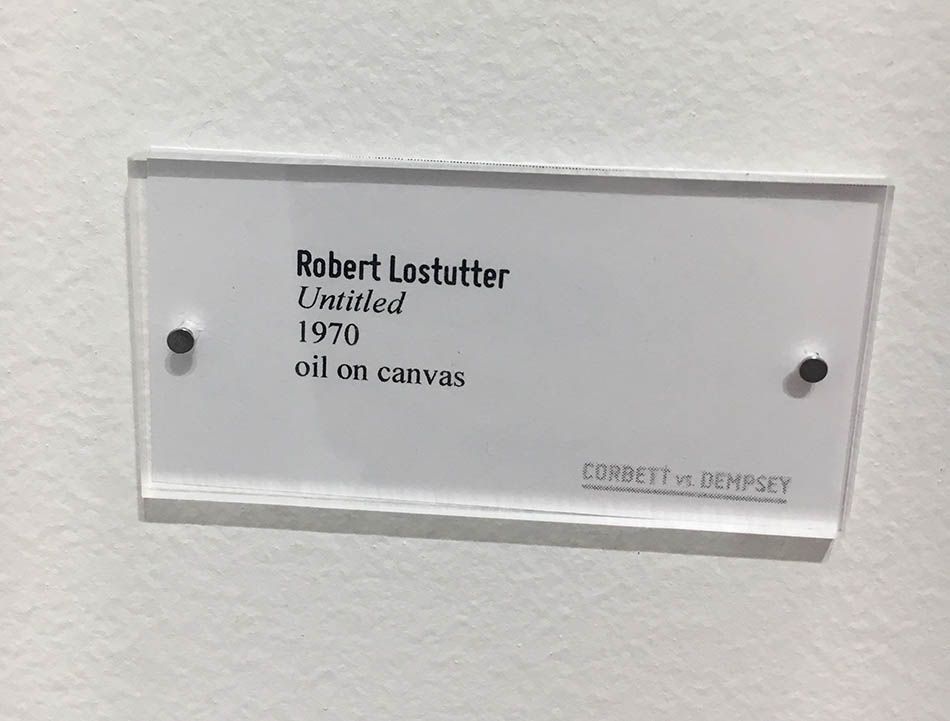 Robert Lostutter
Untitled
1970
oil on canvas
CORBETT vs. DEMPSEY